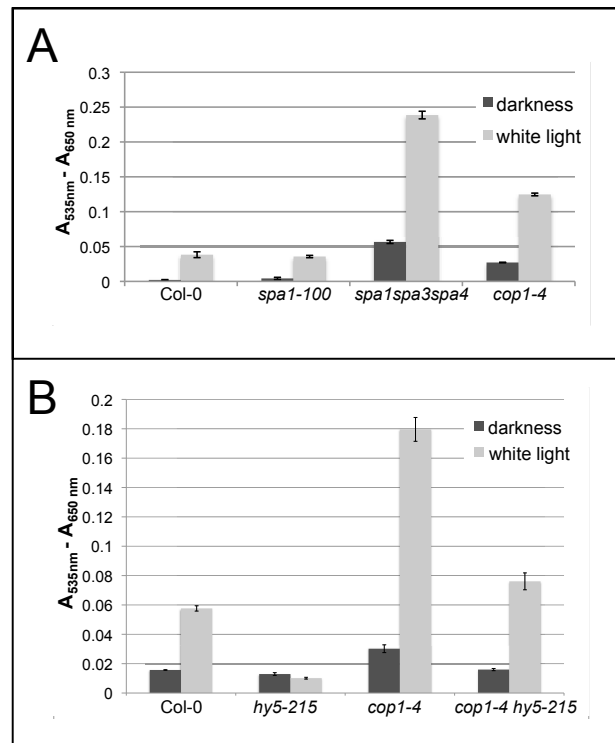 A
A535nm - A650 nm
0.3
0.25
0.2
0.15
0.1
0.05
0
darkness
white light
Col-0 spa1-100 spa1spa3spa4 cop1-4
B
A535nm - A650 nm
0.2
0.18
0.16
0.14
0.12
0.1
0.08
0.06
0.04
0.02
0
darkness
white light
Col-0 hy5-215 cop1-4 cop1-4 hy5-215